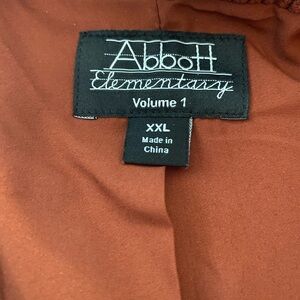 Abbott
Elementary
Volume 1
XXL
Made in
China